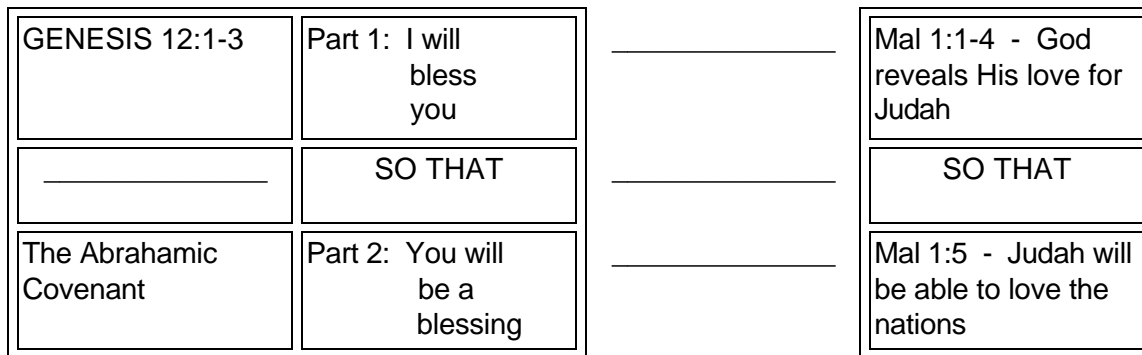 GENESIS 12:1-3
Part 1: I will
bless
you
Mal 1:1-4 - God
reveals His love for
Judah
SO THAT
SO THAT
The Abrahamic
Covenant
Part 2: You will
be a
blessing
Mal 1:5 - Judah will
be able to love the
nations